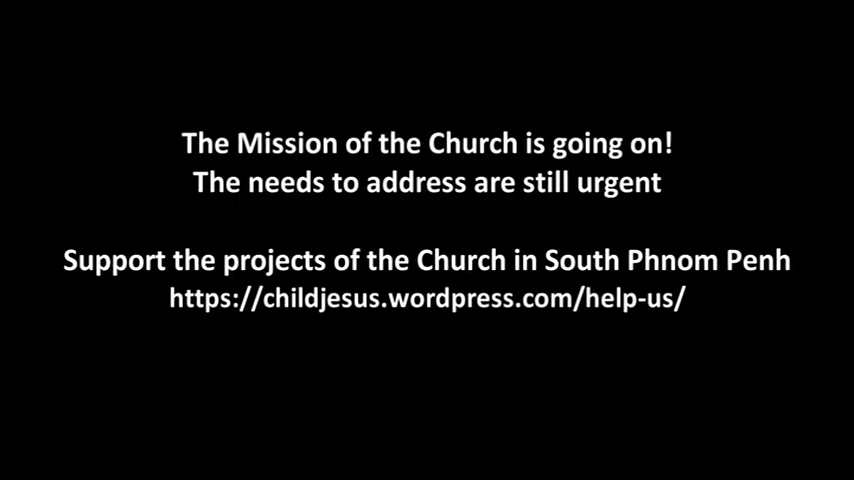 The Mission of the Church is going on!
The needs to address are still urgent
Support the projects of the Church in South Phnom Penh
https://childjesus.wordpress.com/help-us/